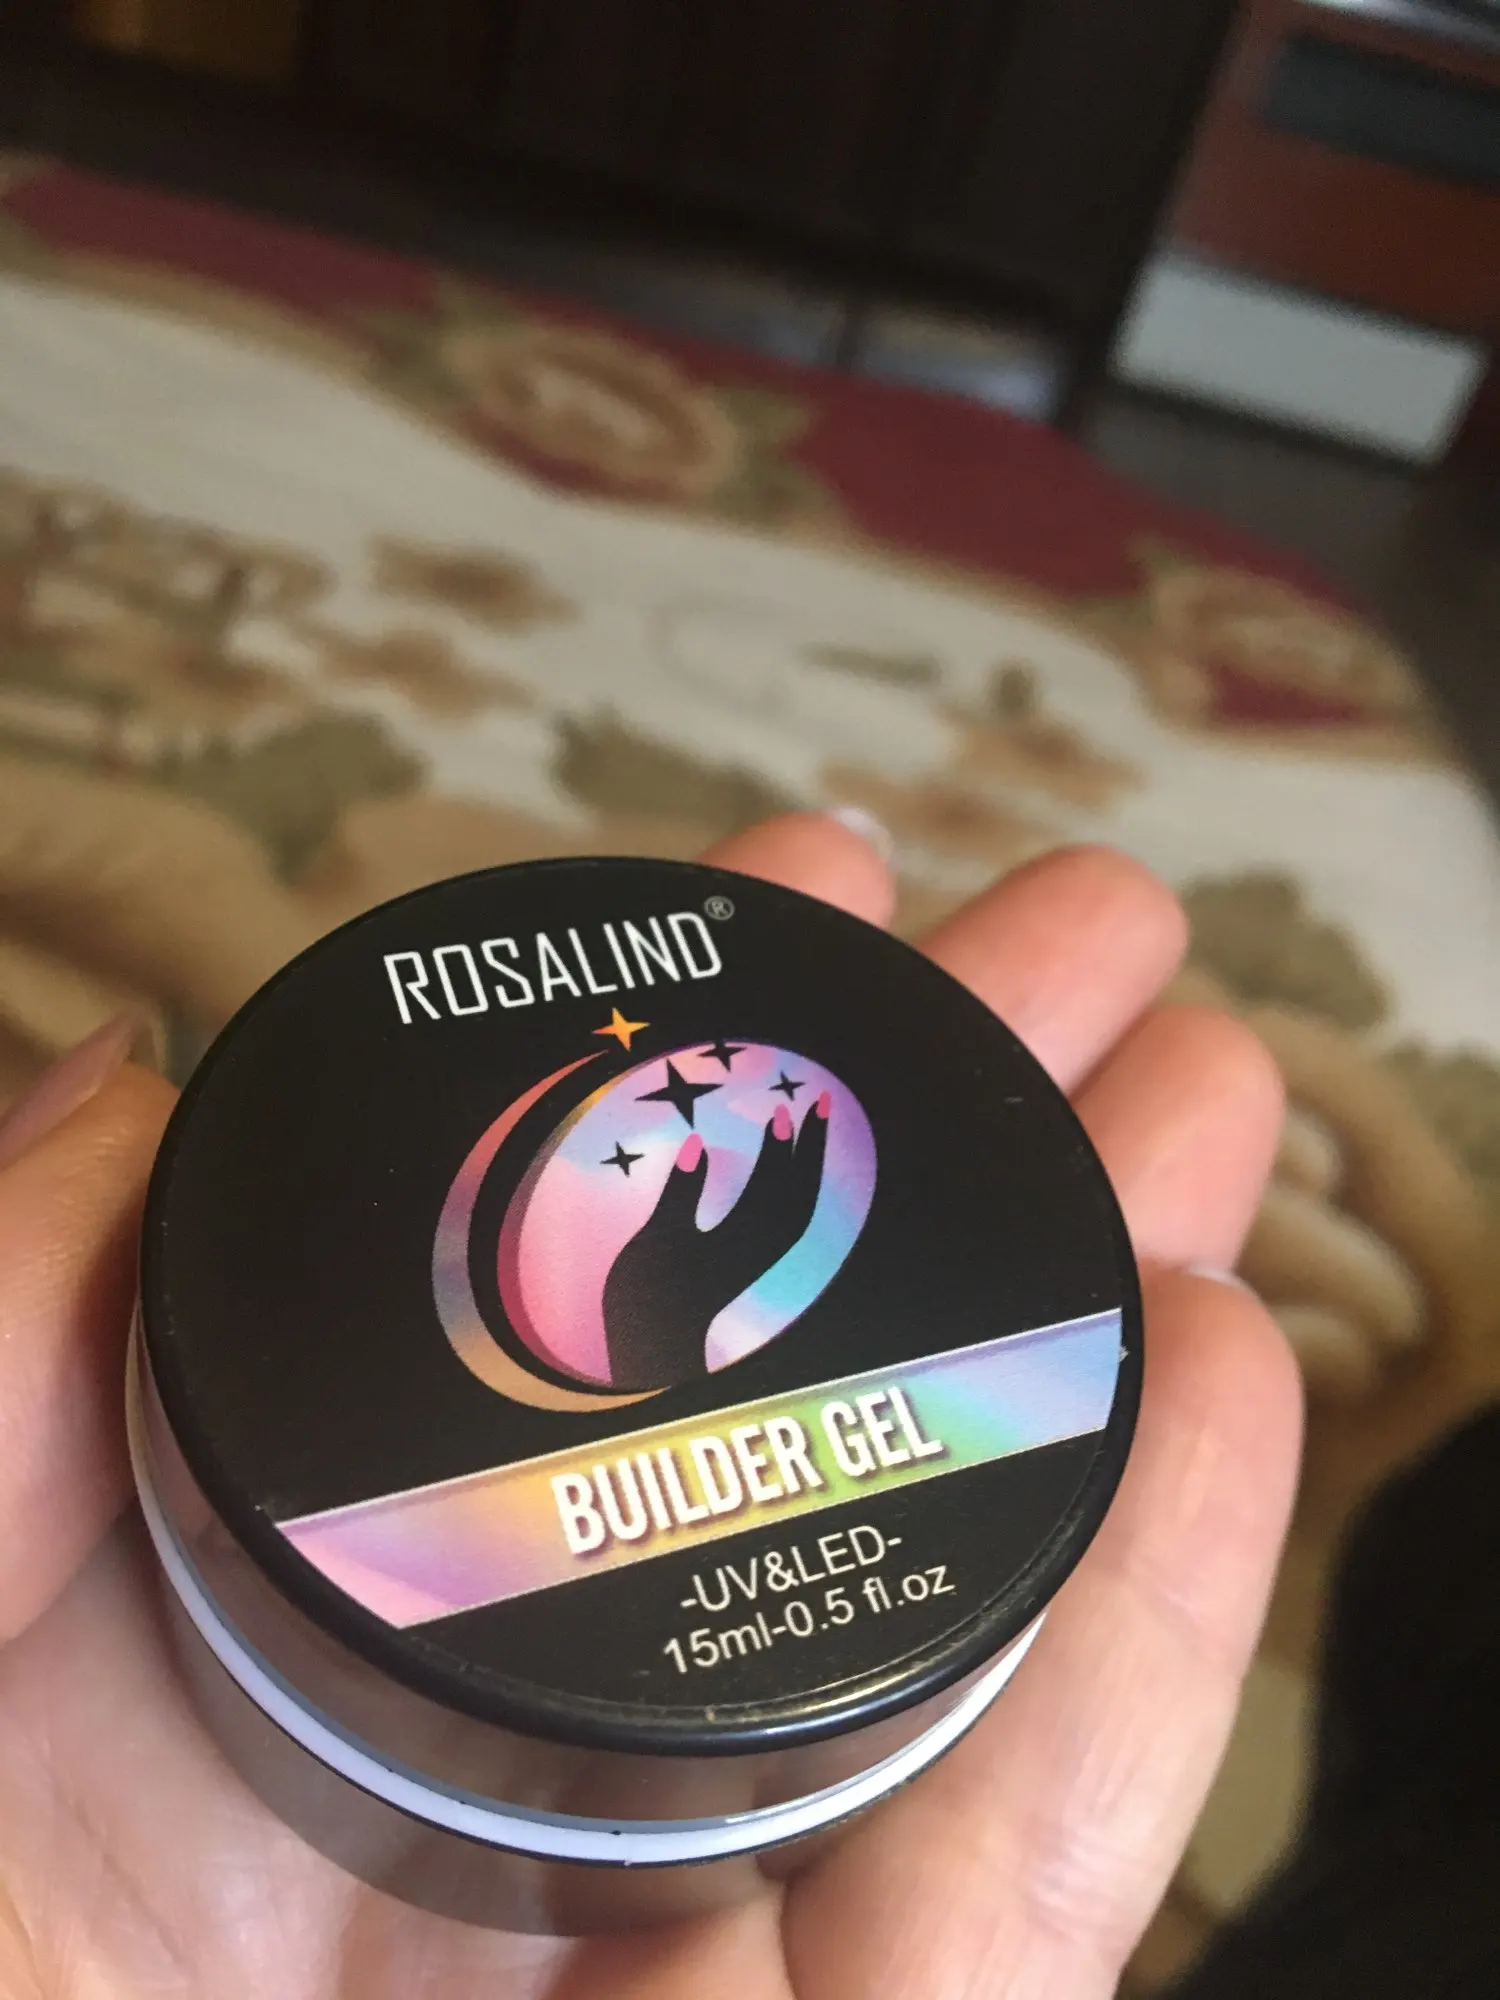 ROSALIND®
BUILDER GEL
-UV&LED-
15ml-0.5 fl.oz